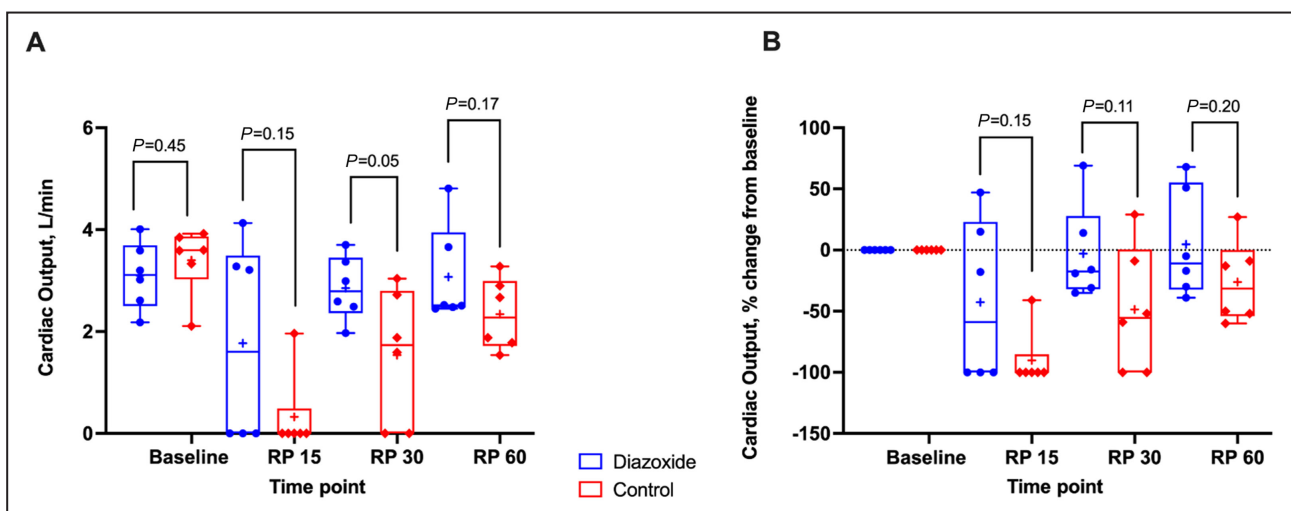 A
Cardiac Output, L/min
6
4
2
0
P=0.45
P=0.15
P=0.05
P=0.17
Baseline
RP 15
RP 30
RP 60
Time point
Diazoxide
Control
B
Cardiac Output, % change from baseline
100
50
0
-50
-100
-150
P=0.15
P=0.11
P=0.20
Baseline
RP 15
RP 30
RP 60
Time point